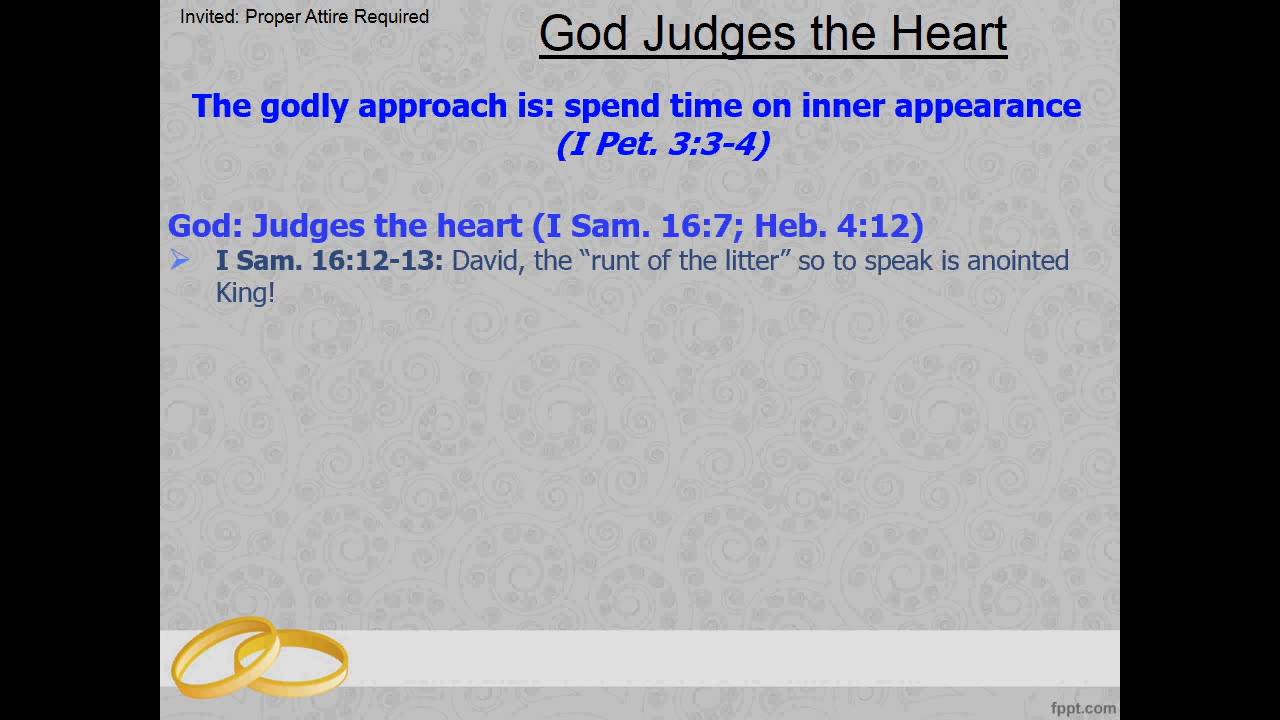 Invited: Proper Attire Required
God Judges the Heart
The godly approach is: spend time on inner appearance
(I Pet. 3:3-4)
God: Judges the heart (I Sam. 16:7; Heb. 4:12)
I Sam. 16:12-13: David, the “runt of the litter” so to speak is anointed
King!
fppt.com